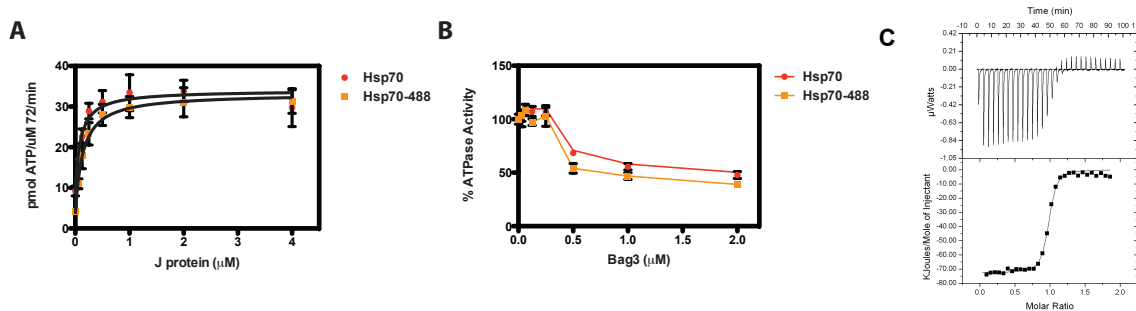 A
pmol ATP/uM 72/min
40
30
20
10
0
0
1
2
3
4
J protein (μM)
Hsp70
Hsp70-488
B
% ATPase Activity
150
100
50
0
0.0
0.5
1.0
2.0
Bag3 (μM)
Hsp70
Hsp70-488
C
Time (min)
-10 0 10 20 30 40 50 60 70 80 90 100
0.42
0.21
0.00
-0.21
-0.42
-0.63
-0.84
-1.05
μWatts
0.00
-10.00
-20.00
-30.00
-40.00
-50.00
-60.00
-70.00
-80.00
KJoules/Mole of Injectant
0.0 0.5 1.0 1.5 2.0
Molar Ratio